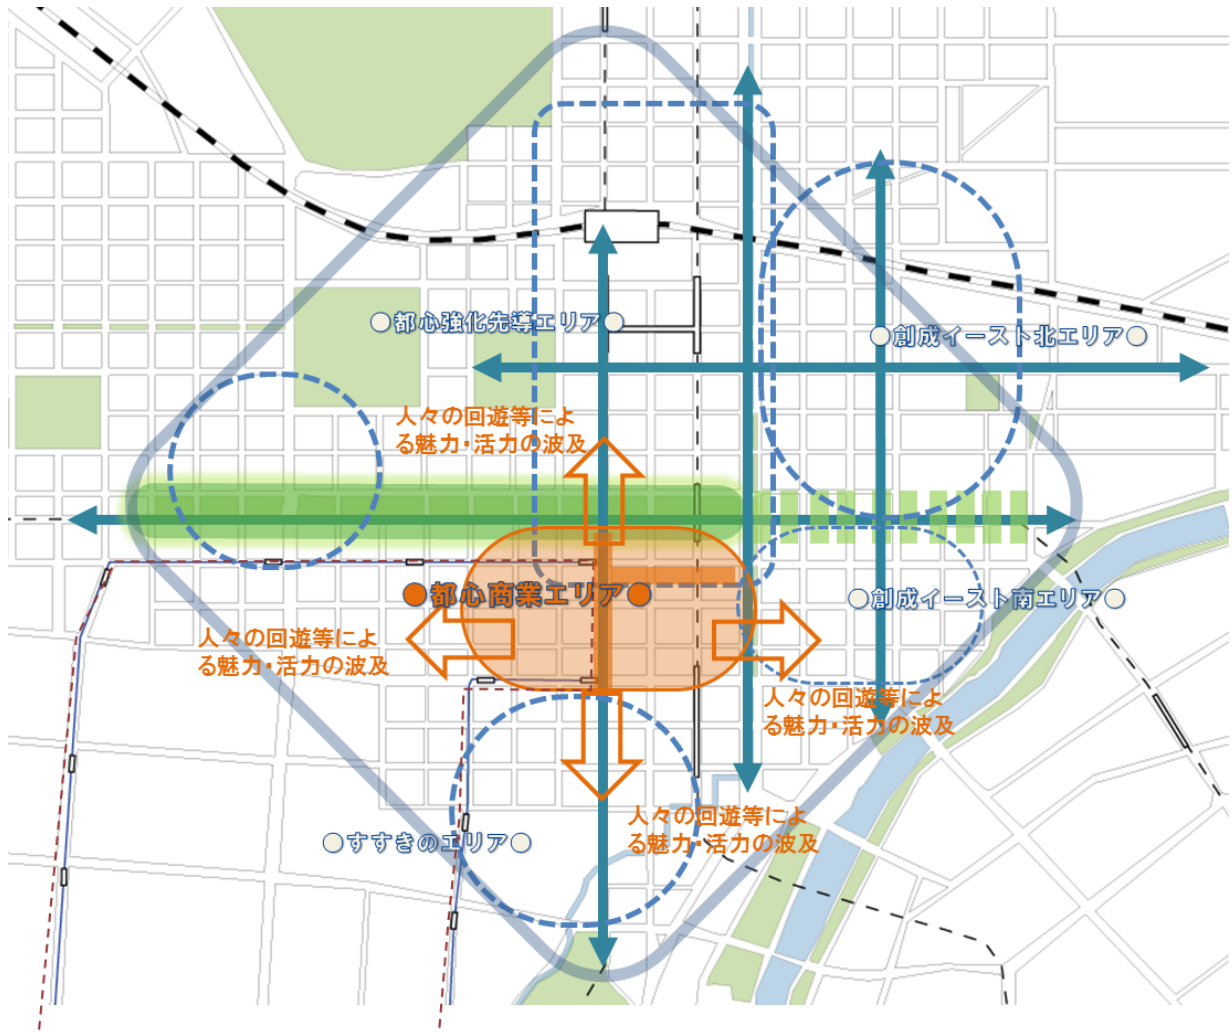 ○都心強化先導エリア○
○創成イースト北エリア○
人々の回遊等によ
る魅力・活力の波及
●都心商業エリア●
○創成イースト南エリア○
人々の回遊等によ
る魅力・活力の波及
人々の回遊等によ
る魅力・活力の波及
人々の回遊等によ
る魅力・活力の波及
○すすきのエリア○